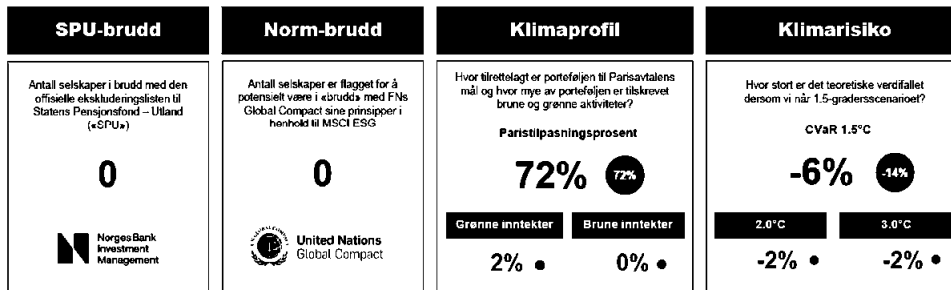 SPU-brudd
Antall selskaper i brudd med den
offisielle ekskluderingslisten til
Statens Pensjonsfond – Utland
(«SPU»)
0
Norges Bank
Investment
Management
Norm-brudd
Antall selskaper er flagget for å
potensielt være i «brudd» med FNs
Global Compact sine prinsipper i
henhold til MSCI ESG
0
United Nations
Global Compact
Klimaprofil
Hvor tilrettelagt er porteføljen til Parisavtalens
mål og hvor mye av porteføljen er tilskrevet
brune og grønne aktiviteter?
Paristilpasningsprosent
72% 72%
Grønne inntekter Brune inntekter
2% 0%
Klimarisiko
Hvor stort er det teoretiske verdifallet
dersom vi når 1.5-gradersscenarioet?
CVaR 1.5°C
-6% -14%
2.0°C 3.0°C
-2% -2%